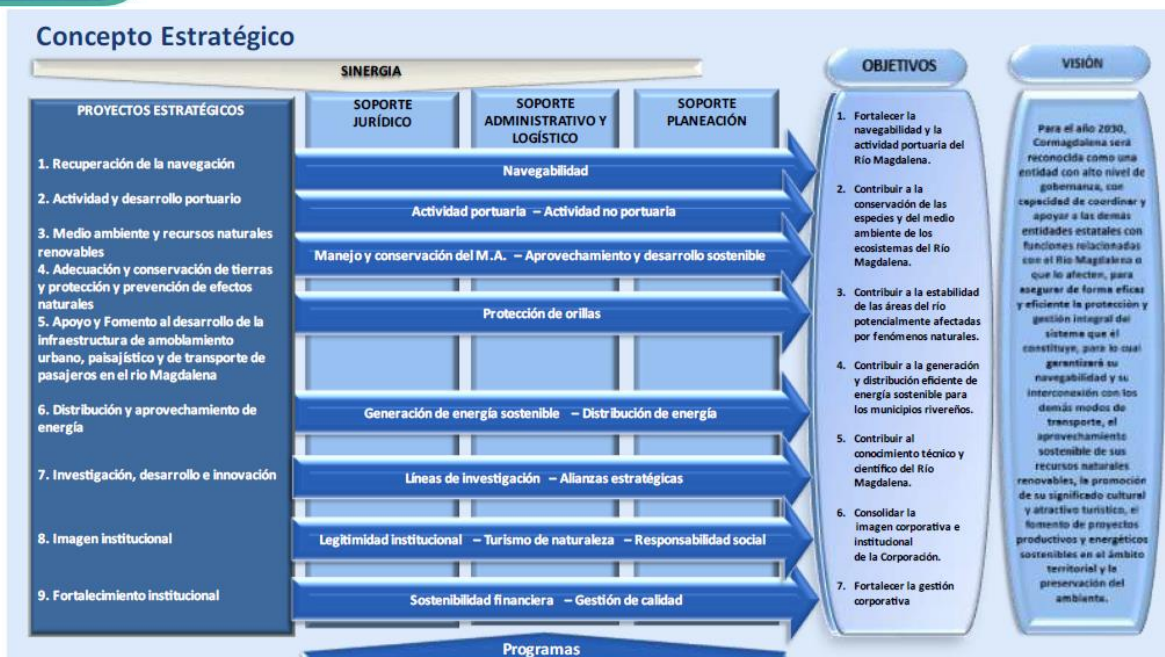 Concepto Estratégico
SINERGIA
PROYECTOS ESTRATÉGICOS
1. Recuperación de la navegación
2. Actividad y desarrollo portuario
3. Medio ambiente y recursos naturales
renovables
4. Adecuación y conservación de tierras
y protección y prevención de efectos
naturales
5. Apoyo y Fomento al desarrollo de la
infraestructura de amoblamiento
urbano, paisajístico y de transporte de
pasajeros en el rio Magdalena
6. Distribución y aprovechamiento de
energía
7. Investigación, desarrollo e innovación
8. Imagen institucional
9. Fortalecimiento institucional
SOPORTE
JURÍDICO
SOPORTE
ADMINISTRATIVO Y
LOGÍSTICO
SOPORTE
PLANEACIÓN
Navegabilidad
Actividad portuaria – Actividad no portuaria
Manejo y conservación del M.A. – Aprovechamiento y desarrollo sostenible
Protección de orillas
Generación de energía sostenible – Distribución de energía
Líneas de investigación – Alianzas estratégicas
Legitimidad institucional – Turismo de naturaleza – Responsabilidad social
Sostenibilidad financiera – Gestión de calidad
Programas
OBJETIVOS
1. Fortalecer la
navegabilidad y la
actividad portuaria del
Río Magdalena.
2. Contribuir a la
conservación de las
especies y del medio
ambiente de los
ecosistemas del Río
Magdalena.
3. Contribuir a la estabilidad
de las áreas del río
potencialmente afectadas
por fenómenos naturales.
4. Contribuir a la generación
y distribución eficiente de
energía sostenible para
los municipios rivereños.
5. Contribuir al
conocimiento técnico y
científico del Río
Magdalena.
6. Consolidar la
imagen corporativa e
institucional
de la Corporación.
7. Fortalecer la gestión
corporativa
VISIÓN
Para el año 2030,
Cormagdalena será
reconocida como una
entidad con alto nivel de
gobernanza, con
capacidad de coordinar y
apoyar a las demás
entidades estatales con
funciones relacionadas
con el Río Magdalena o
que lo afecten, para
asegurar de forma eficaz
y eficiente la protección y
gestión integral del
sistema que él
constituye, para lo cual
garantizará su
navegabilidad y su
interconexión con los
demás modos de
transporte, el
aprovechamiento
sostenible de sus
recursos naturales
renovables, la promoción
de su significado cultural
y atractivo turístico, el
fomento de proyectos
productivos y energéticos
sostenibles en el ámbito
territorial y la
preservación del
ambiente.